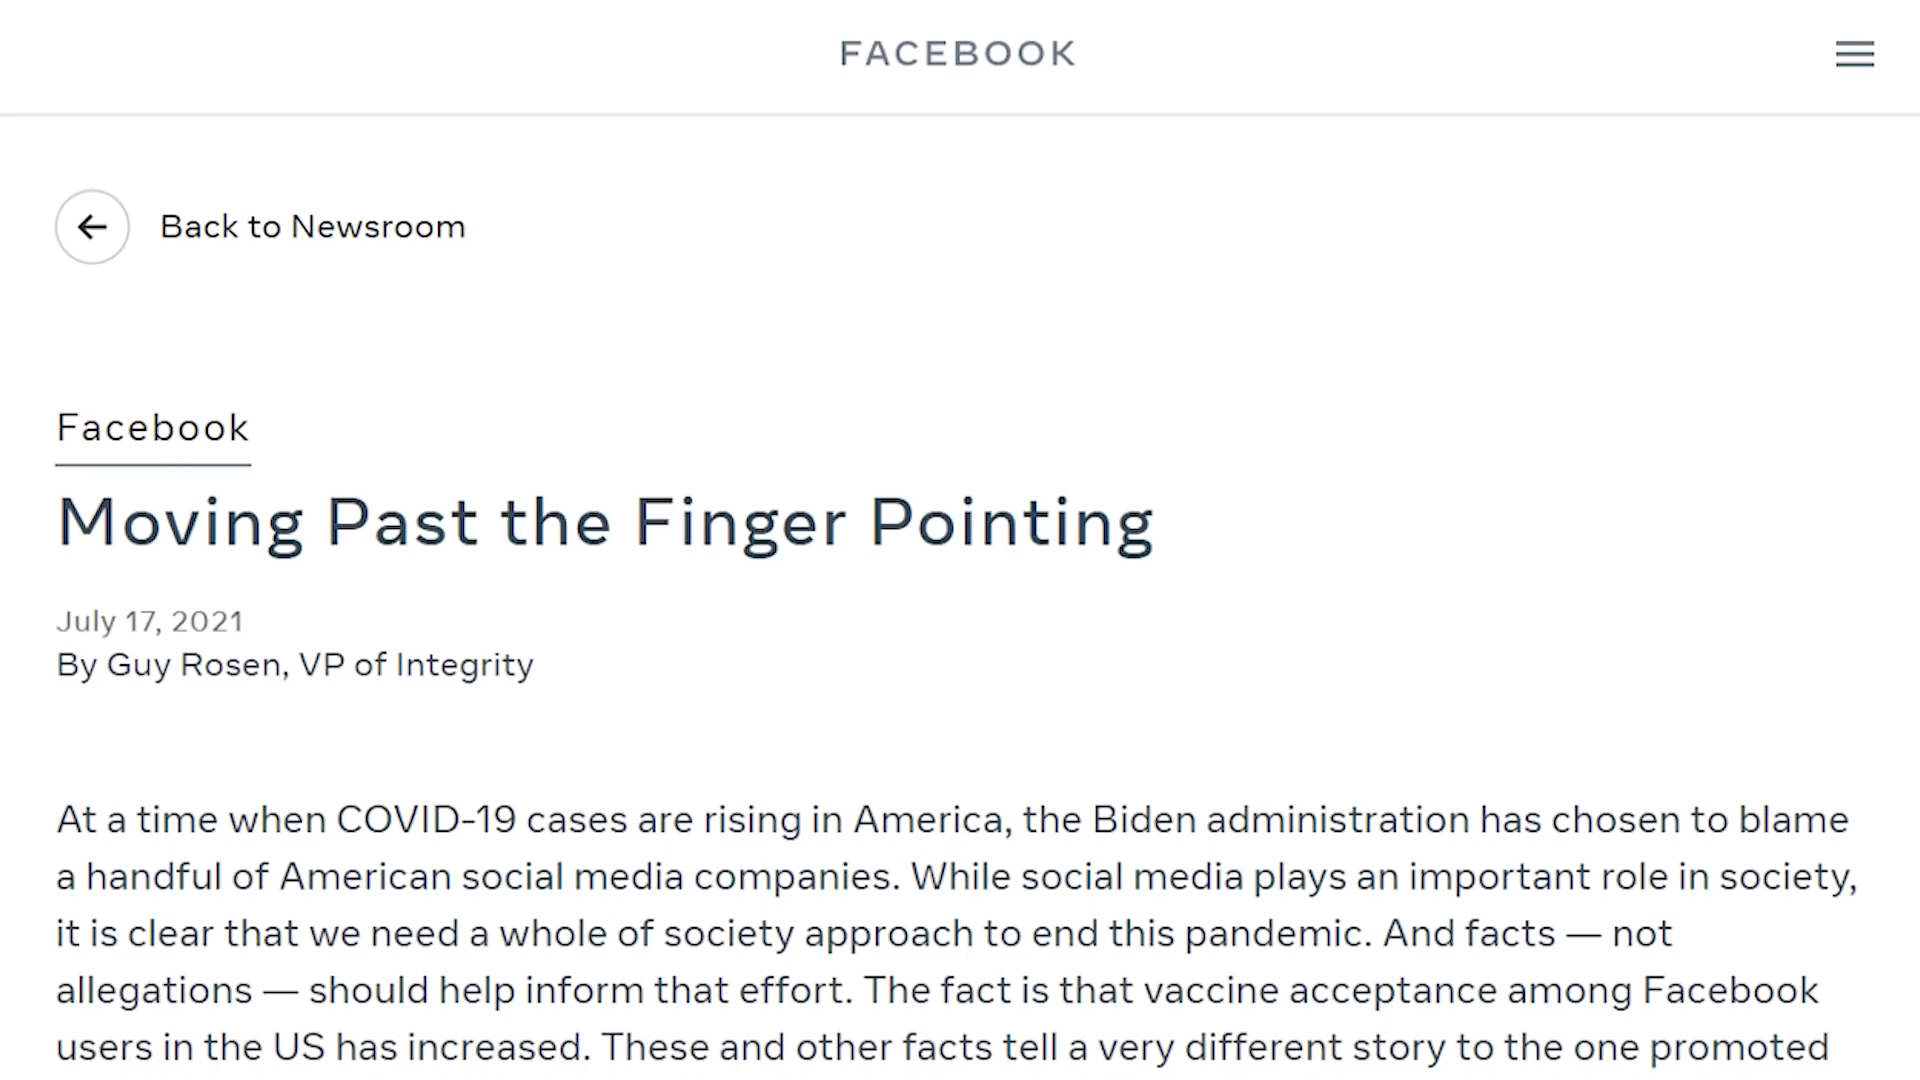 FACEBOOK
Back to Newsroom
Facebook
Moving Past the Finger Pointing
July 17, 2021
By Guy Rosen, VP of Integrity
At a time when COVID-19 cases are rising in America, the Biden administration has chosen to blame
a handful of American social media companies. While social media plays an important role in society,
it is clear that we need a whole of society approach to end this pandemic. And facts — not
allegations — should help inform that effort. The fact is that vaccine acceptance among Facebook
users in the US has increased. These and other facts tell a very different story to the one promoted